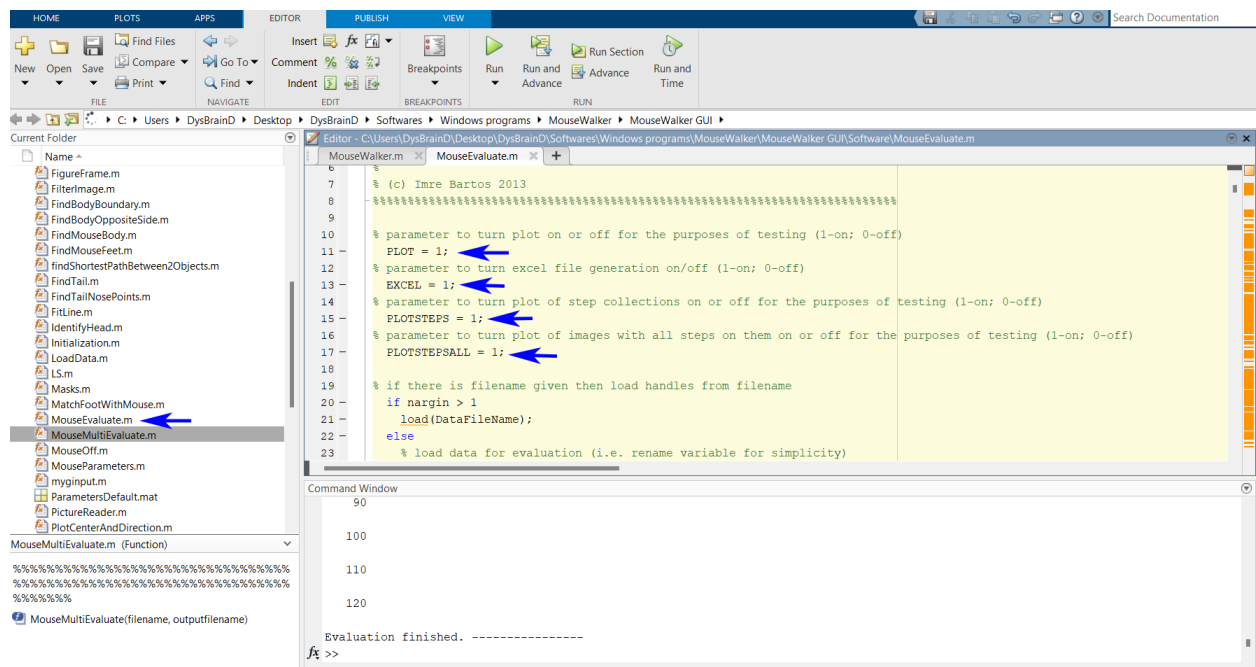 HOME PLOTS APPS EDITOR PUBLISH VIEW Search Documentation
New Open Save Find Files Compare Print
FILE
Go To Find
NAVIGATE
Insert fx
Comment % %
Indent
EDIT
Breakpoints
BREAKPOINTS
Run Run and Advance Run Section Advance Run and Time
RUN
C: Users DysBrainD Desktop DysBrainD Softwares Windows programs MouseWalker MouseWalker GUI
Current Folder
Name
FigureFrame.m
FilterImage.m
FindBodyBoundary.m
FindBodyOppositeSide.m
FindMouseBody.m
FindMouseFeet.m
findShortestPathBetween2Objects.m
FindTail.m
FindTailNosePoints.m
FitLine.m
IdentifyHead.m
Initialization.m
LoadData.m
LS.m
Masks.m
MatchFootWithMouse.m
MouseEvaluate.m
MouseMultiEvaluate.m
MouseOff.m
MouseParameters.m
myginput.m
ParametersDefault.mat
PictureReader.m
PlotCenterAndDirection.m
MouseMultiEvaluate.m (Function)
%%%%%%%%%%%%%%%%%%%%%%%%%%%%%%%%%
%%%%%%%%%%%%%%%%%%%%%%%%%%%%%%%%%
%%%%%%%
MouseMultiEvaluate(filename, outputfilename)
Editor - C:\Users\DysBrainD\Desktop\DysBrainD\Softwares\Windows programs\MouseWalker\MouseWalker GUI\Software\MouseEvaluate.m
MouseWalker.m MouseEvaluate.m
6 %
7 % (c) Imre Bartos 2013
8 %%%%%%%%%%%%%%%%%%%%%%%%%%%%%%%%%%%%%%%%%%%%%%%%%%%%%%%%%%%%%%%%%%%%%%%%%%%
9
10 % parameter to turn plot on or off for the purposes of testing (1-on; 0-off)
11 - PLOT = 1;
12 % parameter to turn excel file generation on/off (1-on; 0-off)
13 - EXCEL = 1;
14 % parameter to turn plot of step collections on or off for the purposes of testing (1-on; 0-off)
15 - PLOTSTEPS = 1;
16 % parameter to turn plot of images with all steps on them on or off for the purposes of testing (1-on; 0-off)
17 - PLOTSTEPSALL = 1;
18
19 % if there is filename given then load handles from filename
20 - if nargin > 1
21 - load(DataFileName);
22 - else
23 % load data for evaluation (i.e. rename variable for simplicity)
Command Window
90
100
110
120
Evaluation finished. ----------------
fx >>